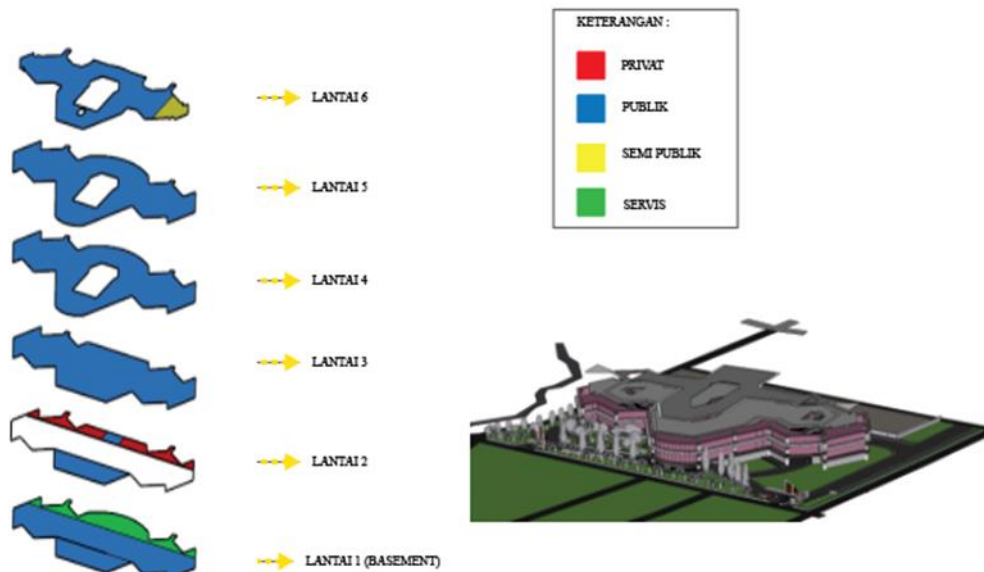 KETERANGAN :
PRIVAT
PUBLIK
SEMI PUBLIK
SERVIS
LANTAI 6
LANTAI 5
LANTAI 4
LANTAI 3
LANTAI 2
LANTAI 1 (BASEMENT)